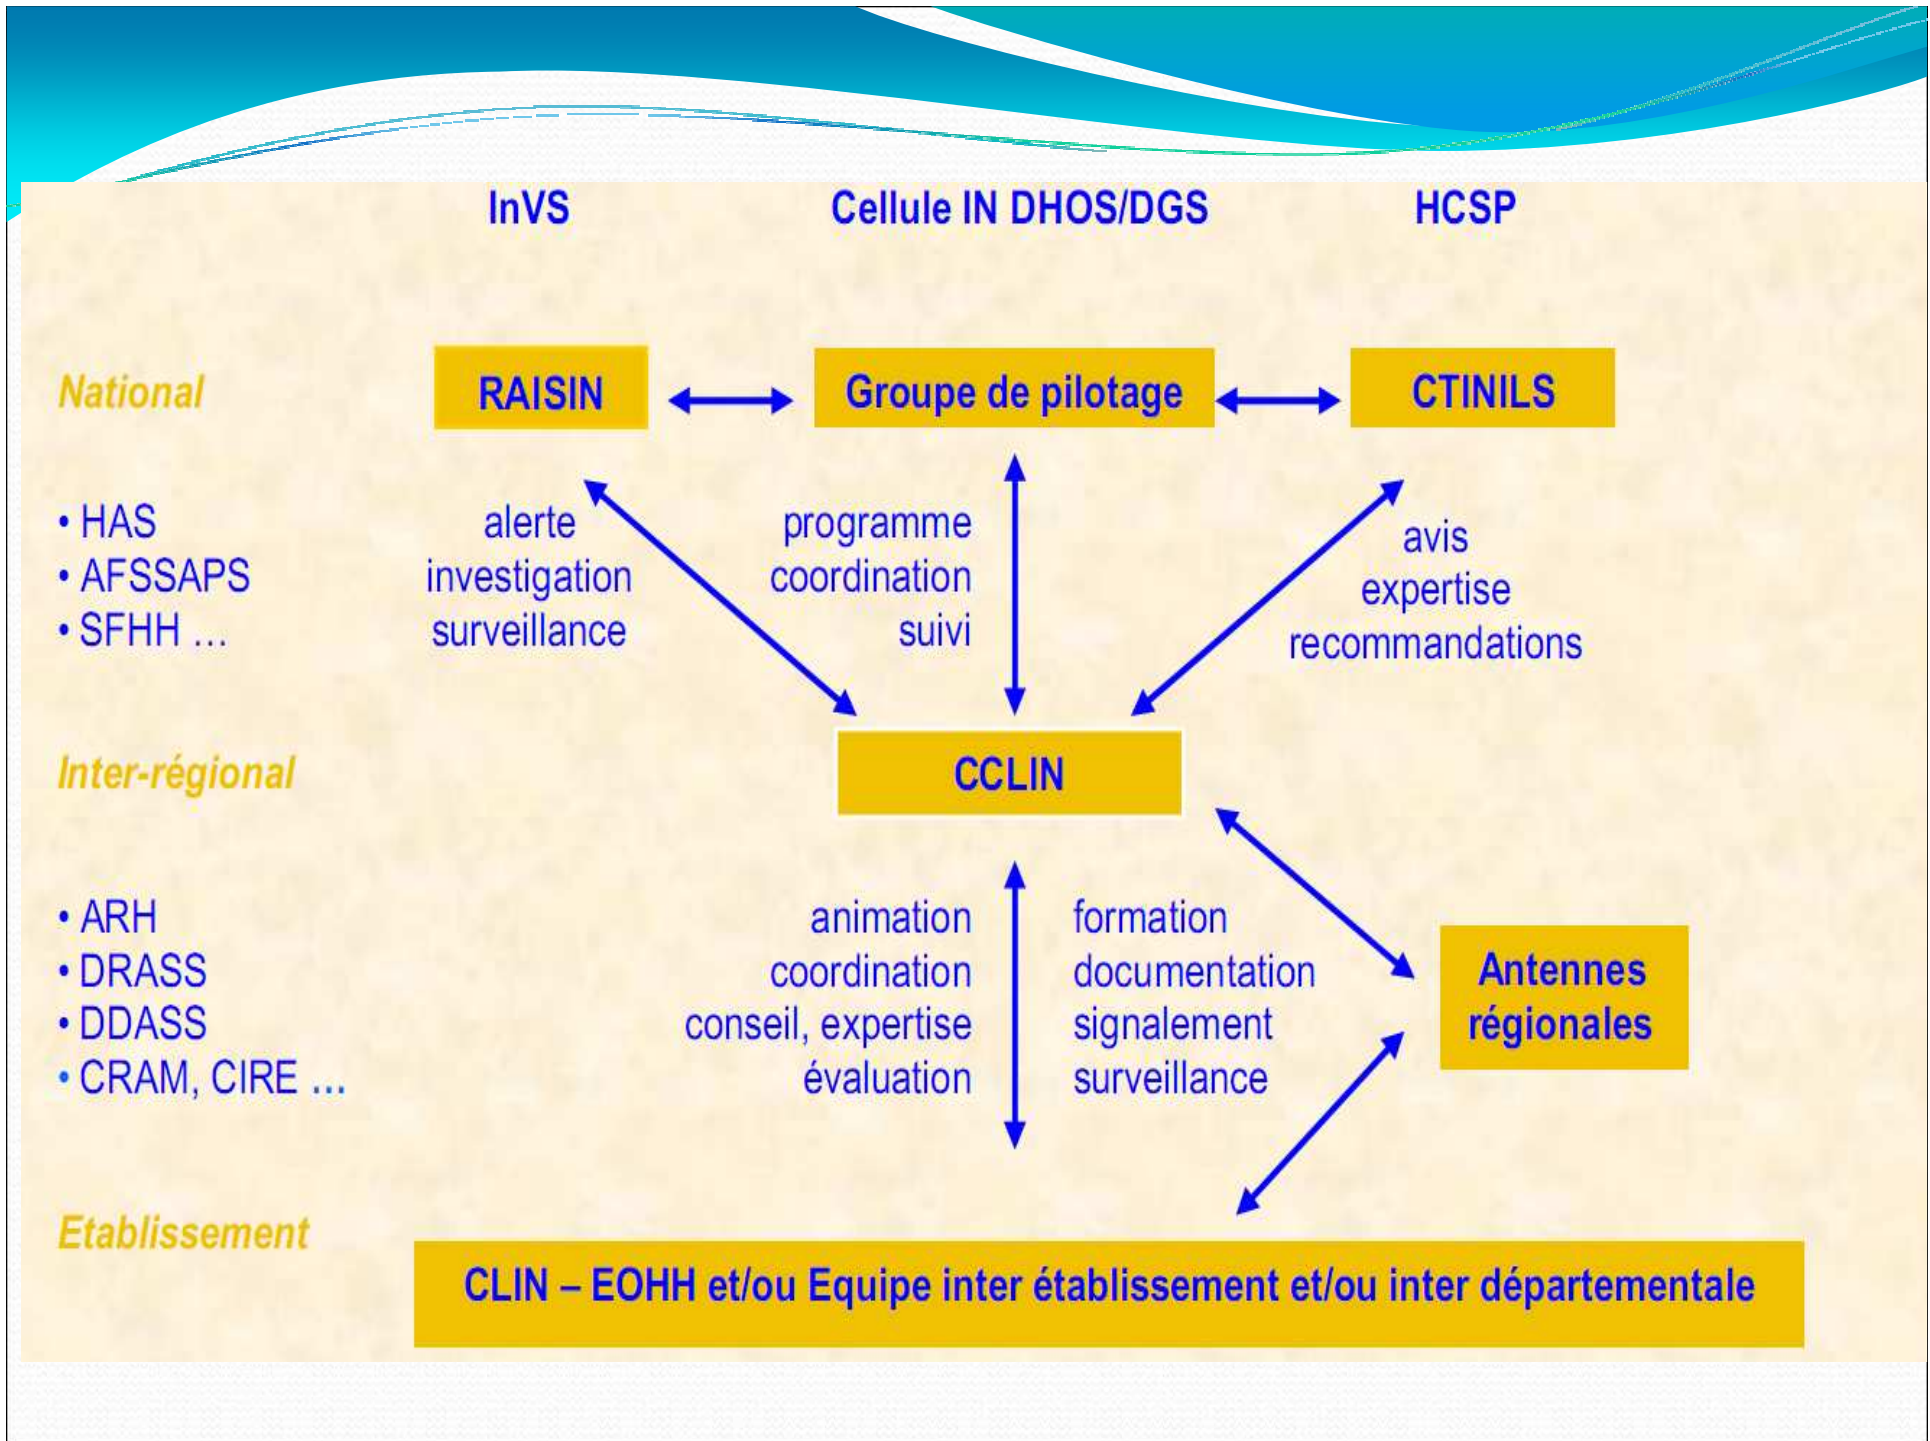 InVS
Cellule IN DHOS/DGS
HCSP
National
RAISIN
Groupe de pilotage
CTINILS
• HAS
• AFSSAPS
• SFHH …
alerte
investigation
surveillance
programme
coordination
suivi
avis
expertise
recommandations
Inter-régional
CCLIN
• ARH
• DRASS
• DDASS
• CRAM, CIRE …
animation
coordination
conseil, expertise
évaluation
formation
documentation
signalement
surveillance
Antennes
régionales
Etablissement
CLIN – EOHH et/ou Equipe inter établissement et/ou inter départementale